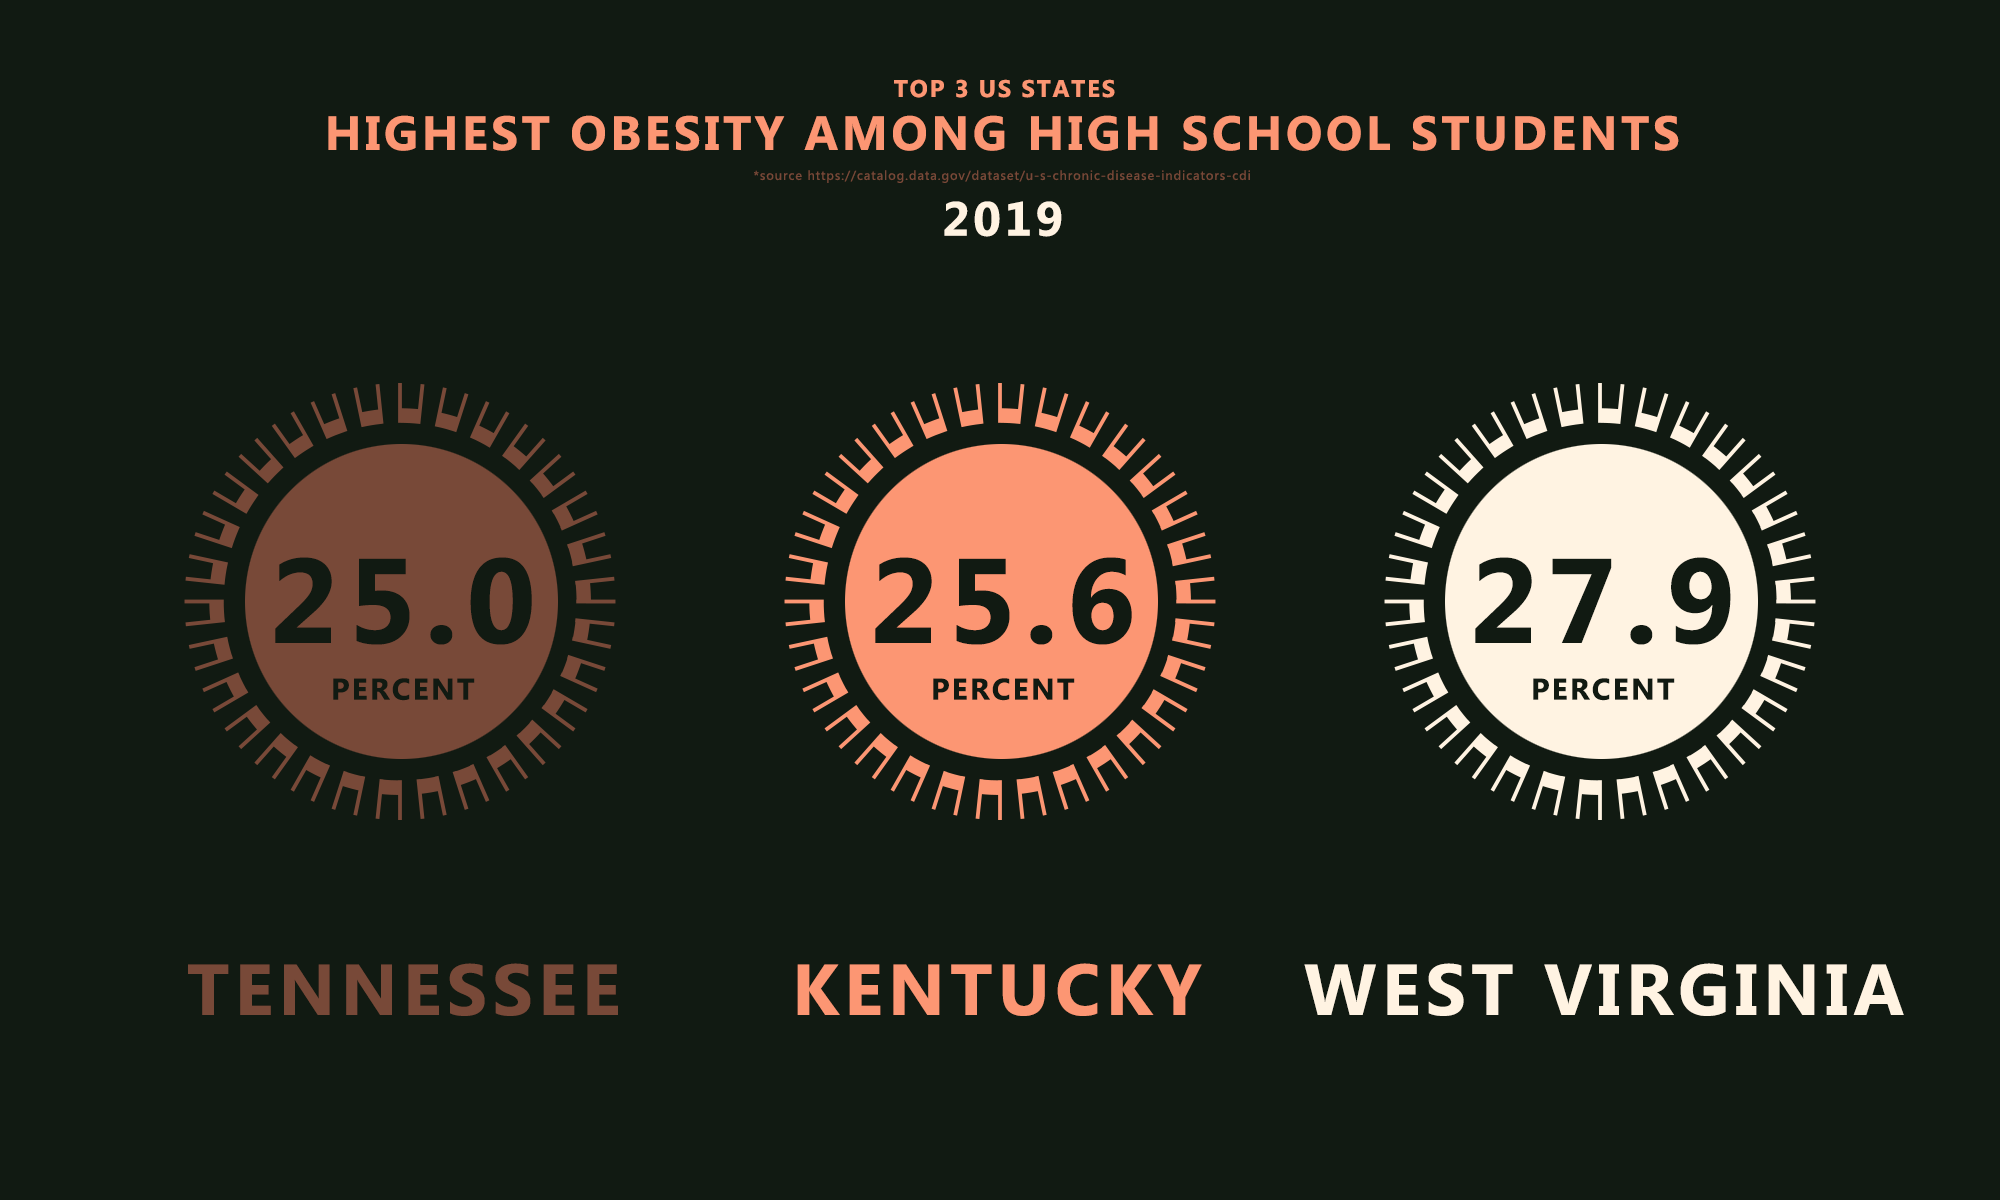 TOP 3 US STATES
HIGHEST OBESITY AMONG HIGH SCHOOL STUDENTS
*source https://catalog.data.gov/dataset/u-s-chronic-disease-indicators-cdi
2019
25.0
PERCENT
25.6
PERCENT
27.9
PERCENT
TENNESSEE
KENTUCKY
WEST VIRGINIA